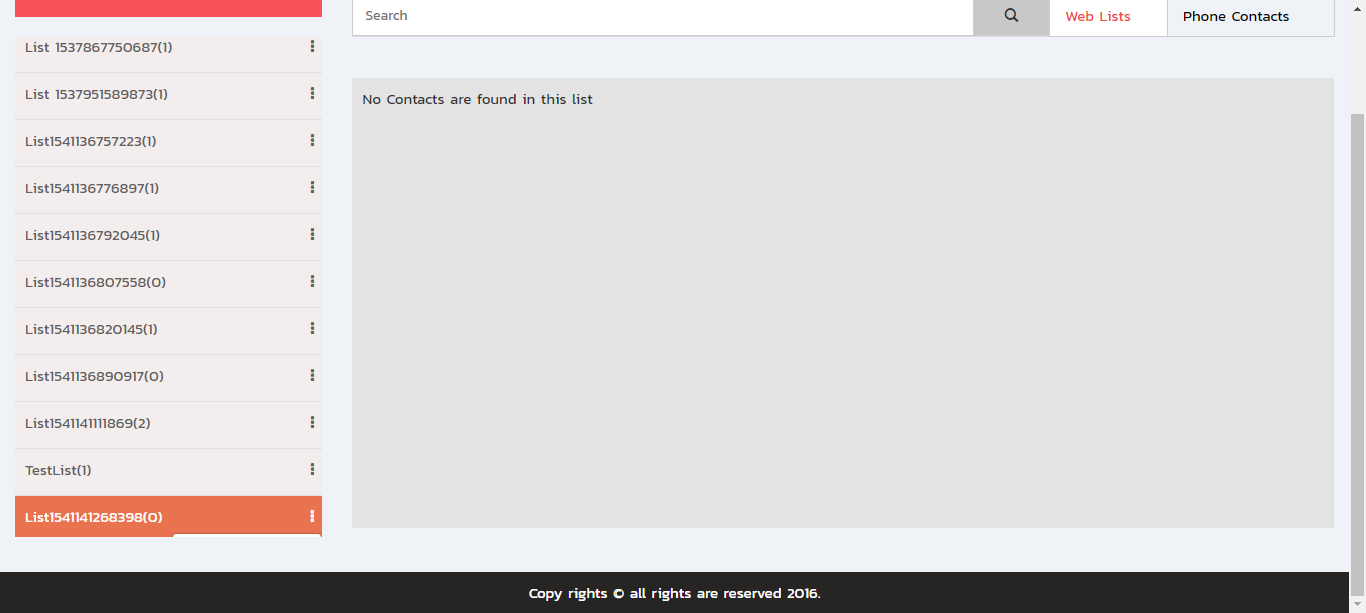 Search
Web Lists
Phone Contacts
List 1537867750687(1)
List 1537951589873(1)
List1541136757223(1)
List1541136776897(1)
List1541136792045(1)
List1541136807558(0)
List1541136820145(1)
List1541136890917(0)
List1541141111869(2)
TestList(1)
List1541141268398(0)
No Contacts are found in this list
Copy rights © all rights are reserved 2016.